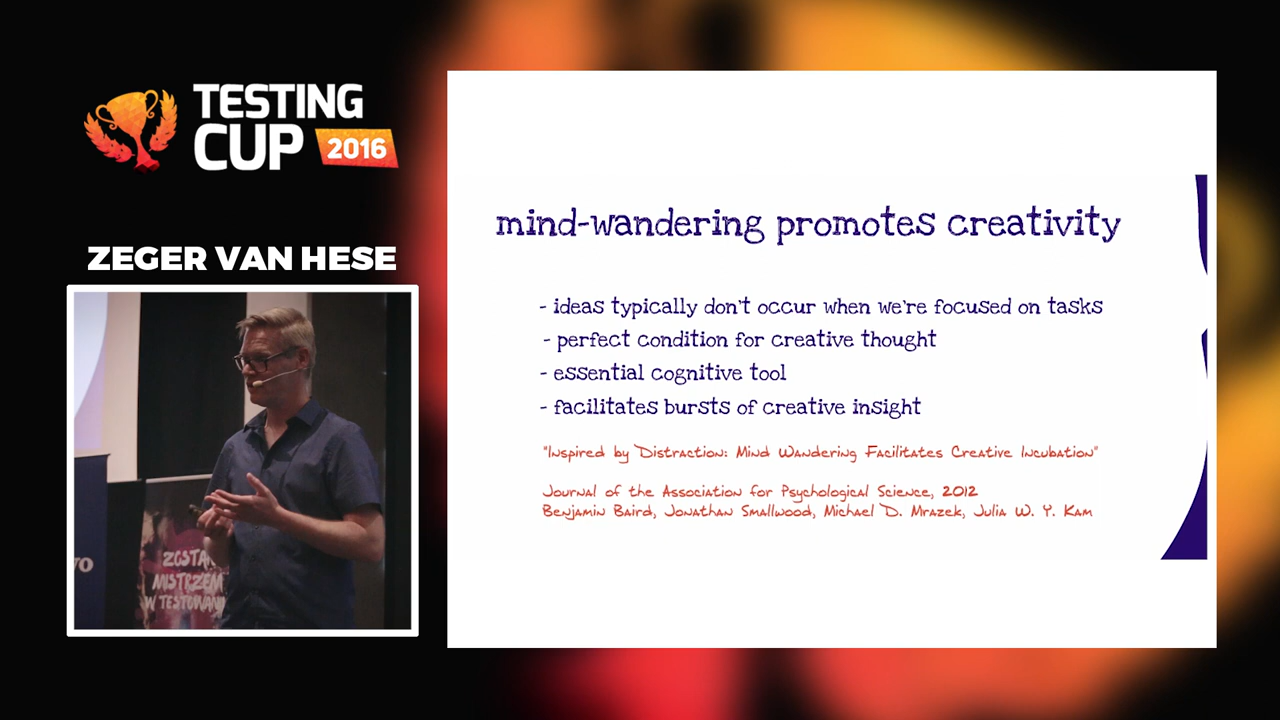 TESTING
CUP 2016
ZEGER VAN HESE
ZOSTAŃ
MISTRZEM
W TESTOWANIU
mind-wandering promotes creativity
- ideas typically don't occur when we're focused on tasks
- perfect condition for creative thought
- essential cognitive tool
- facilitates bursts of creative insight
"Inspired by Distraction: Mind Wandering Facilitates Creative Incubation"
Journal of the Association for Psychological Science, 2012
Benjamin Baird, Jonathan Smallwood, Michael D. Mrazek, Julia W. Y. Kam